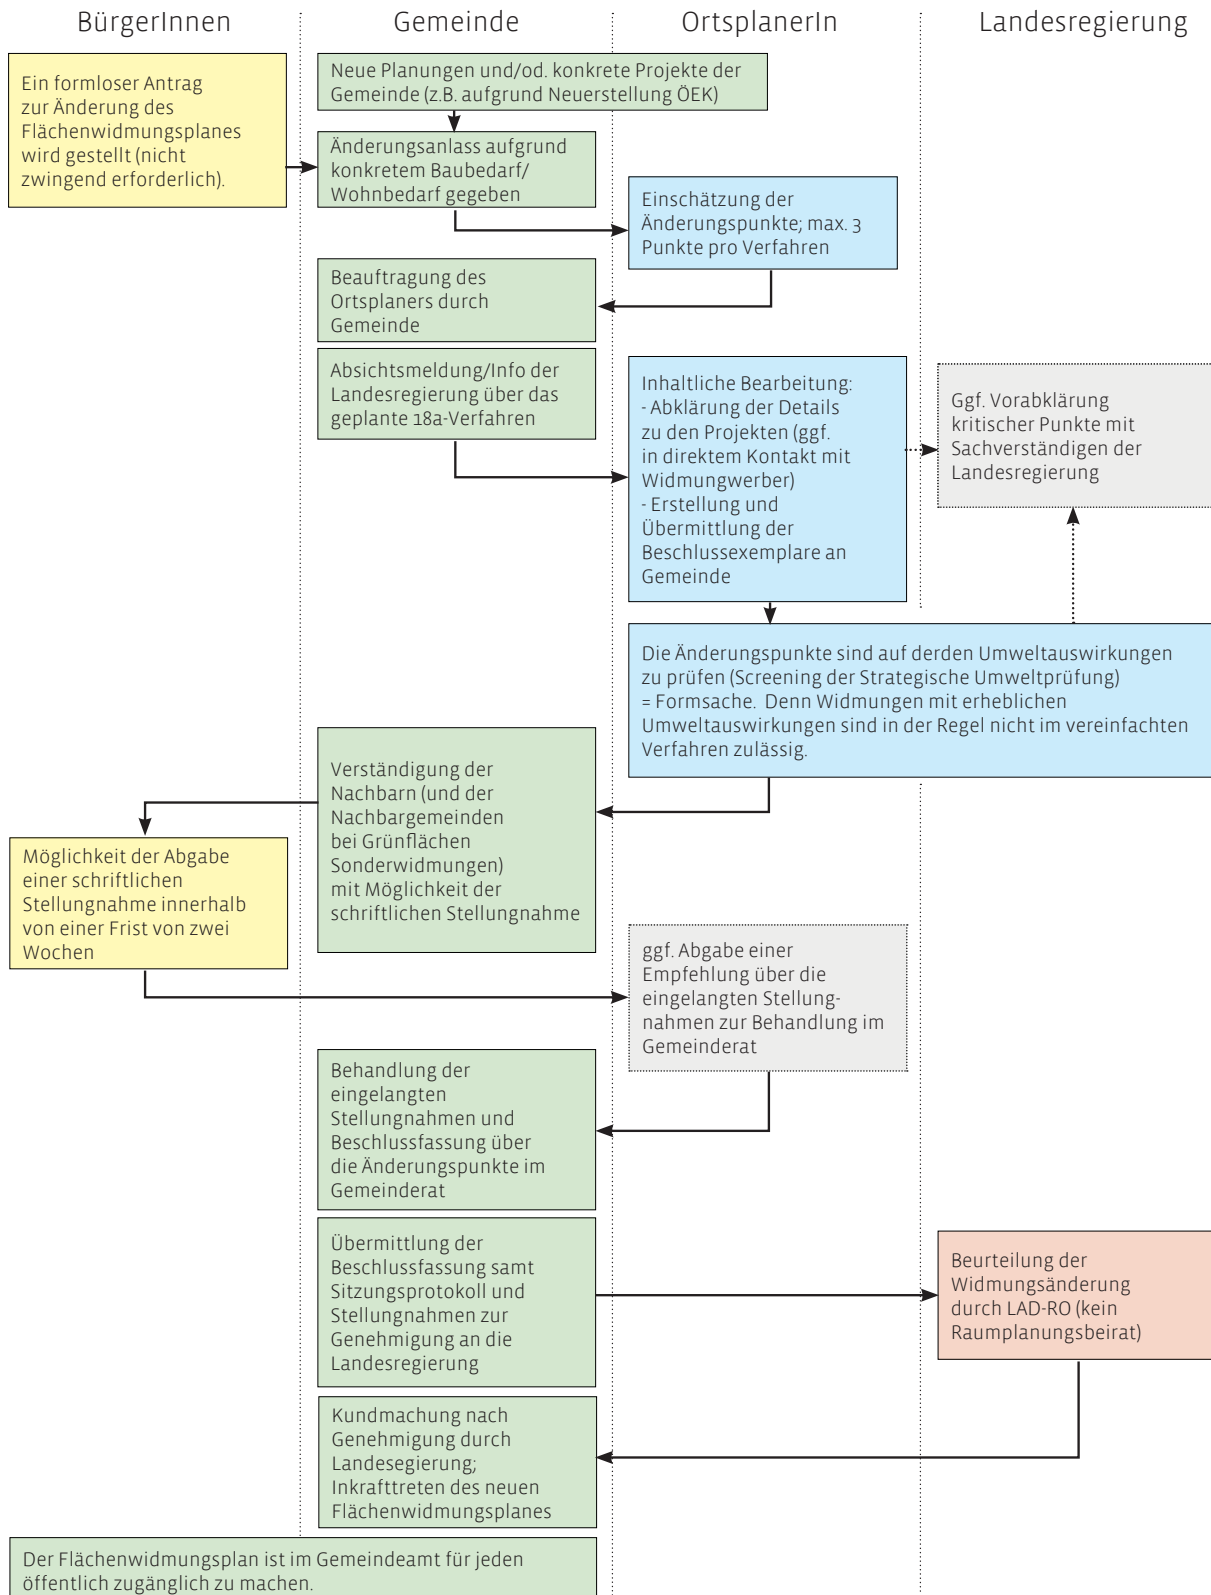 BürgerInnen
Gemeinde
OrtsplanerIn
Landesregierung
Ein formloser Antrag
zur Änderung des
Flächenwidmungsplanes
wird gestellt (nicht
zwingend erforderlich).
Neue Planungen und/od. konkrete Projekte der
Gemeinde (z.B. aufgrund Neuerstellung ÖEK)
Änderungsanlass aufgrund
konkretem Baubedarf/
Wohnbedarf gegeben
Einschätzung der
Änderungspunkte; max. 3
Punkte pro Verfahren
Beauftragung des
Ortsplaners durch
Gemeinde
Absichtsmeldung/Info der
Landesregierung über das
geplante 18a-Verfahren
Inhaltliche Bearbeitung:
- Abklärung der Details
zu den Projekten (ggf.
in direktem Kontakt mit
Widmungwerber)
- Erstellung und
Übermittlung der
Beschlussexemplare an
Gemeinde
Ggf. Vorabklärung
kritischer Punkte mit
Sachverständigen der
Landesregierung
Die Änderungspunkte sind auf derden Umweltauswirkungen
zu prüfen (Screening der Strategische Umweltprüfung)
= Formsache.  Denn Widmungen mit erheblichen
Umweltauswirkungen sind in der Regel nicht im vereinfachten
Verfahren zulässig.
Verständigung der
Nachbarn (und der
Nachbargemeinden
bei Grünflächen
Sonderwidmungen)
mit Möglichkeit der
schriftlichen Stellungnahme
Möglichkeit der Abgabe
einer schriftlichen
Stellungnahme innerhalb
von einer Frist von zwei
Wochen
ggf. Abgabe einer
Empfehlung über die
eingelangten Stellung-
nahmen zur Behandlung im
Gemeinderat
Behandlung der
eingelangten
Stellungnahmen und
Beschlussfassung über
die Änderungspunkte im
Gemeinderat
Übermittlung der
Beschlussfassung samt
Sitzungsprotokoll und
Stellungnahmen zur
Genehmigung an die
Landesregierung
Beurteilung der
Widmungsänderung
durch LAD-RO (kein
Raumplanungsbeirat)
Kundmachung nach
Genehmigung durch
Landesegierung;
Inkrafttreten des neuen
Flächenwidmungsplanes
Der Flächenwidmungsplan ist im Gemeindeamt für jeden
öffentlich zugänglich zu machen.